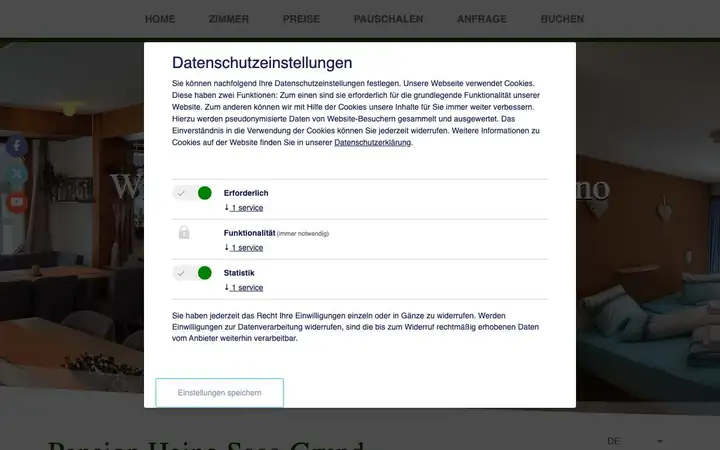 HOME ZIMMER PREISE PAUSCHALEN ANFRAGE BUCHEN
Datenschutzeinstellungen
Sie können nachfolgend Ihre Datenschutzeinstellungen festlegen. Unsere Webseite verwendet Cookies.
Diese haben zwei Funktionen: Zum einen sind sie erforderlich für die grundlegende Funktionalität unserer
Website. Zum anderen können wir mit Hilfe der Cookies unsere Inhalte für Sie immer weiter verbessern.
Hierzu werden pseudonymisierte Daten von Website-Besuchern gesammelt und ausgewertet. Das
Einverständnis in die Verwendung der Cookies können Sie jederzeit widerrufen. Weitere Informationen zu
Cookies auf der Website finden Sie in unserer Datenschutzerklärung.
Erforderlich
↓ 1 service
Funktionalität (immer notwendig)
↓ 1 service
Statistik
↓ 1 service
Sie haben jederzeit das Recht Ihre Einwilligungen einzeln oder in Gänze zu widerrufen. Werden
Einwilligungen zur Datenverarbeitung widerrufen, sind die bis zum Widerruf rechtmäßig erhobenen Daten
vom Anbieter weiterhin verarbeitbar.
Einstellungen speichern
DE